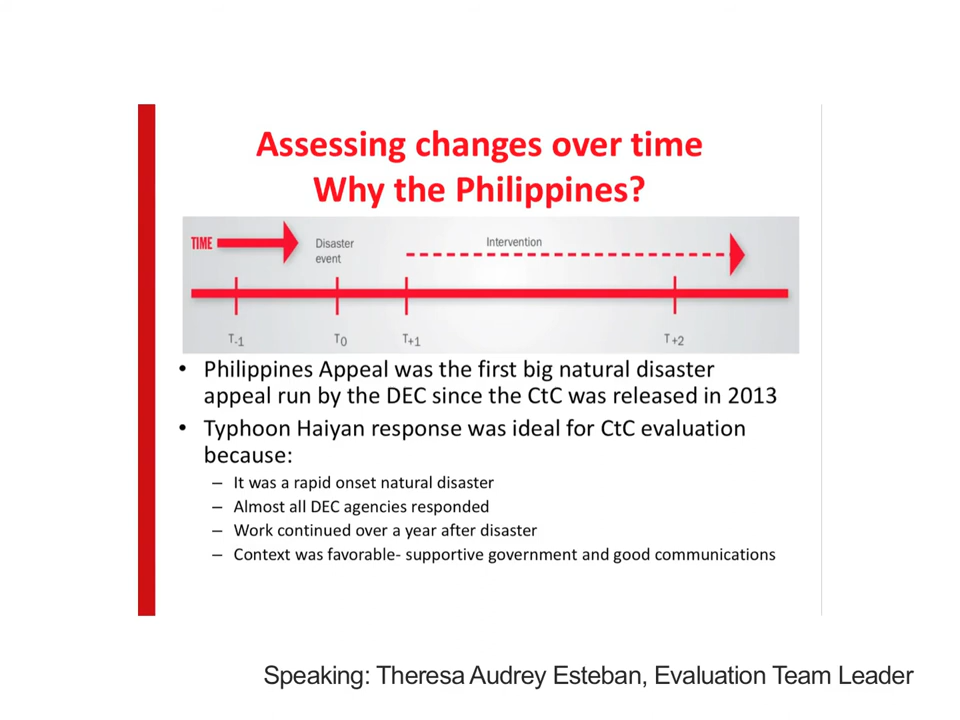 Assessing changes over time
Why the Philippines?
TIME
Disaster
event
Intervention
T-1
T0
T+1
T+2
• Philippines Appeal was the first big natural disaster
appeal run by the DEC since the CtC was released in 2013
• Typhoon Haiyan response was ideal for CtC evaluation
because:
– It was a rapid onset natural disaster
– Almost all DEC agencies responded
– Work continued over a year after disaster
– Context was favorable- supportive government and good communications
Speaking: Theresa Audrey Esteban, Evaluation Team Leader